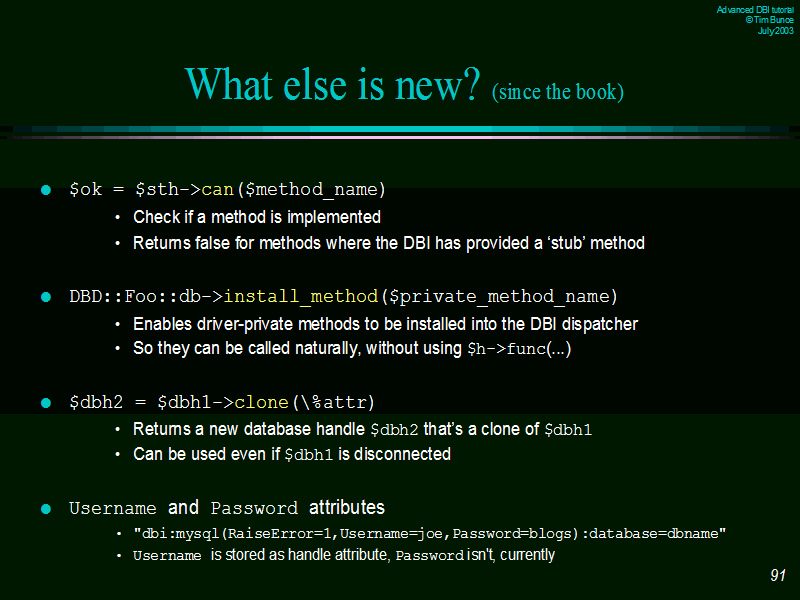 Advanced DBI tutorial
© Tim Bunce
July 2003
What else is new? (since the book)
● $ok = $sth->can($method_name)
• Check if a method is implemented
• Returns false for methods where the DBI has provided a ‘stub’ method
● DBD::Foo::db->install_method($private_method_name)
• Enables driver-private methods to be installed into the DBI dispatcher
• So they can be called naturally, without using $h->func(...)
● $dbh2 = $dbh1->clone(\%attr)
• Returns a new database handle $dbh2 that’s a clone of $dbh1
• Can be used even if $dbh1 is disconnected
● Username and Password attributes
• "dbi:mysql(RaiseError=1,Username=joe,Password=blogs):database=dbname"
• Username is stored as handle attribute, Password isn't, currently
91